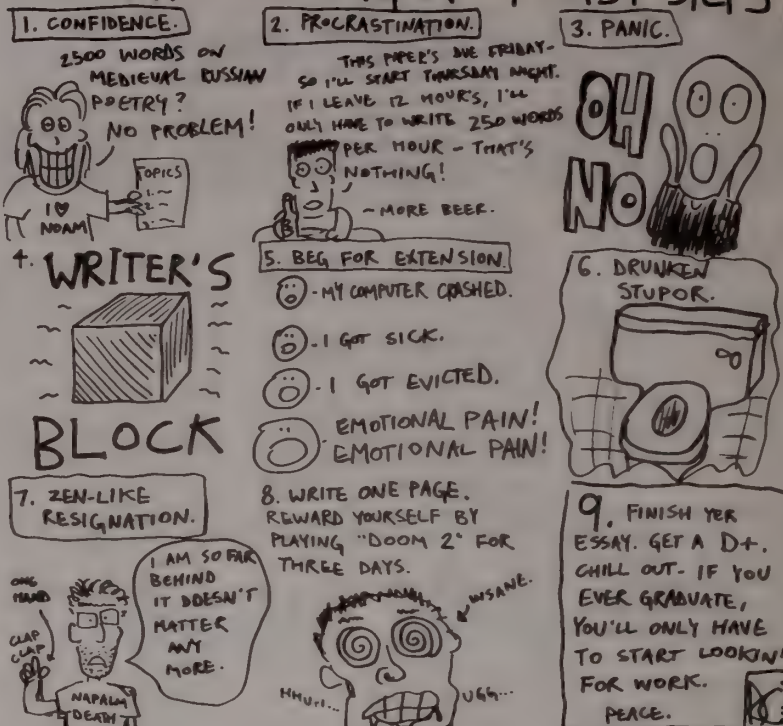 STEPS
1. CONFIDENCE.
2500 WORDS ON
MEDIEVAL RUSSIAN
POETRY?
NO PROBLEM!
TOPICS
1.
2
3.
I ♥
NOAM
2. PROCRASTINATION.
THIS PAPER'S DUE FRIDAY-
SO I'LL START THURSDAY NIGHT.
IF I LEAVE 12 HOUR'S, I'LL
ONLY HAVE TO WRITE 250 WORDS
PER HOUR - THAT'S
NOTHING!
~ MORE BEER.
3. PANIC.
OH
NO
4. WRITER'S
BLOCK
5. BEG FOR EXTENSION.
- MY COMPUTER CRASHED.
- I GOT SICK.
- I GOT EVICTED.
EMOTIONAL PAIN!
EMOTIONAL PAIN!
6. DRUNKEN
STUPOR.
7. ZEN-LIKE
RESIGNATION.
ONE
HAND
CLAP
CLAP
I AM SO FAR
BEHIND
IT DOESN'T
MATTER
ANY
MORE.
NAPALM
DEATH
8. WRITE ONE PAGE.
REWARD YOURSELF BY
PLAYING "DOOM 2" FOR
THREE DAYS.
INSANE.
UGG...
9. FINISH YER
ESSAY. GET A D+.
CHILL OUT- IF YOU
EVER GRADUATE,
YOU'LL ONLY HAVE
TO START LOOKIN'
FOR WORK.
PEACE.